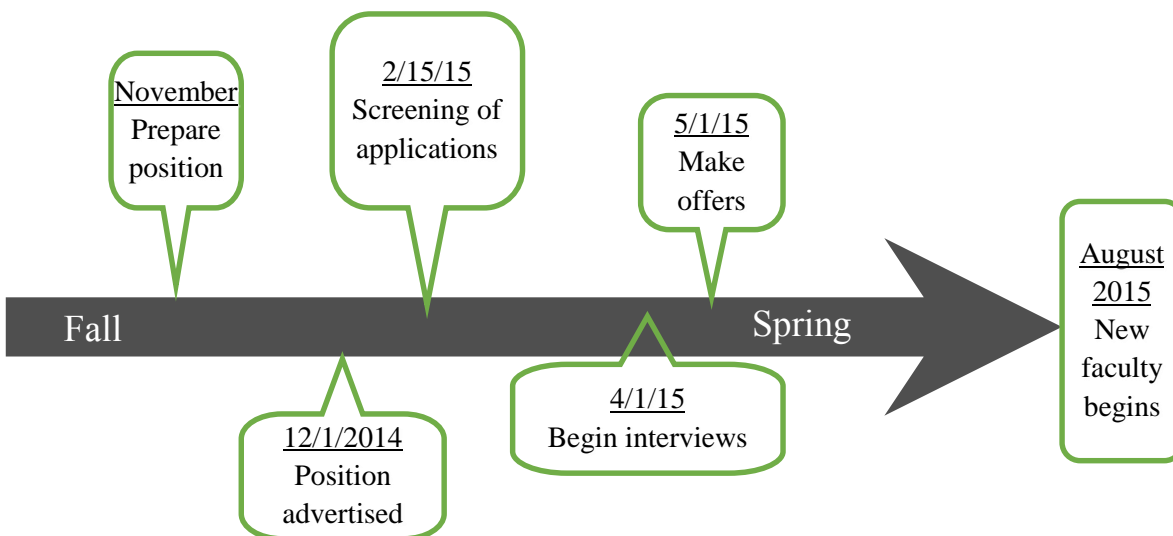 November
Prepare
position
2/15/15
Screening of
applications
5/1/15
Make
offers
August
2015
New
faculty
begins
Fall
Spring
12/1/2014
Position
advertised
4/1/15
Begin interviews